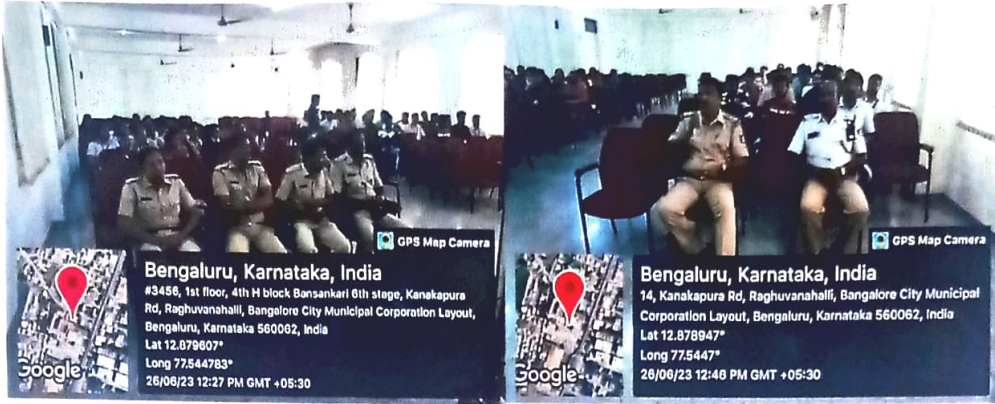 GPS Map Camera
Bengaluru, Karnataka, India
#3456, 1st floor, 4th H block Bansankari 6th stage, Kanakapura
Rd, Raghuvanahalli, Bangalore City Municipal Corporation Layout,
Bengaluru, Karnataka 560062, India
Lat 12.879607°
Long 77.544783°
26/06/23 12:27 PM GMT +05:30
Google
GPS Map Camera
Bengaluru, Karnataka, India
14, Kanakapura Rd, Raghuvanahalli, Bangalore City Municipal
Corporation Layout, Bengaluru, Karnataka 560062, India
Lat 12.878947°
Long 77.5447°
26/06/23 12:46 PM GMT +05:30
Google